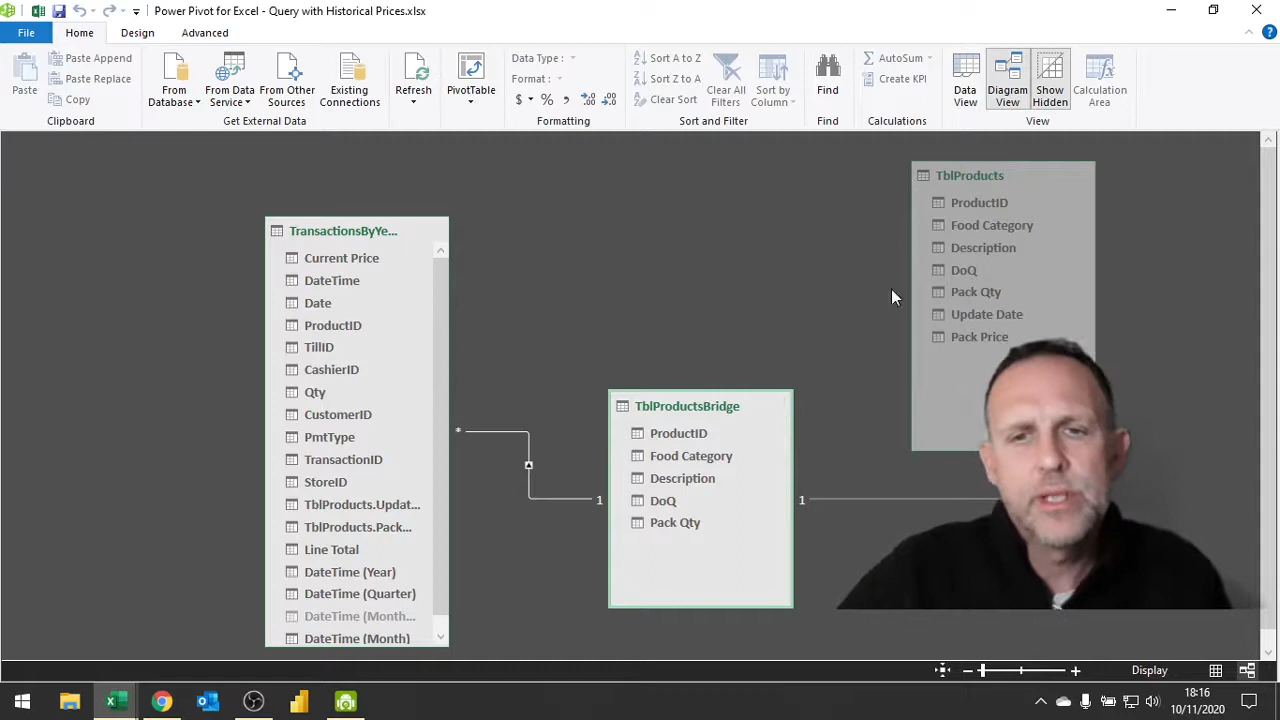 Power Pivot for Excel - Query with Historical Prices.xlsx
File
Home
Design
Advanced
Paste
Paste Append
Paste Replace
Copy
Clipboard
From
Database
From Data
Service
From Other
Sources
Existing
Connections
Get External Data
Refresh
PivotTable
Data Type :
Format :
$ % ,
Formatting
Sort A to Z
Sort Z to A
Clear Sort
Clear All
Filters
Sort by
Column
Sort and Filter
Find
Find
AutoSum
Create KPI
Calculations
Data
View
Diagram
View
Show
Hidden
Calculation
Area
View
TransactionsByYe...
Current Price
DateTime
Date
ProductID
TillID
CashierID
Qty
CustomerID
PmtType
TransactionID
StoreID
TblProducts.Updat...
TblProducts.Pack...
Line Total
DateTime (Year)
DateTime (Quarter)
DateTime (Month...
DateTime (Month)
*
1
TblProductsBridge
ProductID
Food Category
Description
DoQ
Pack Qty
1
TblProducts
ProductID
Food Category
Description
DoQ
Pack Qty
Update Date
Pack Price
Display
18:16
10/11/2020